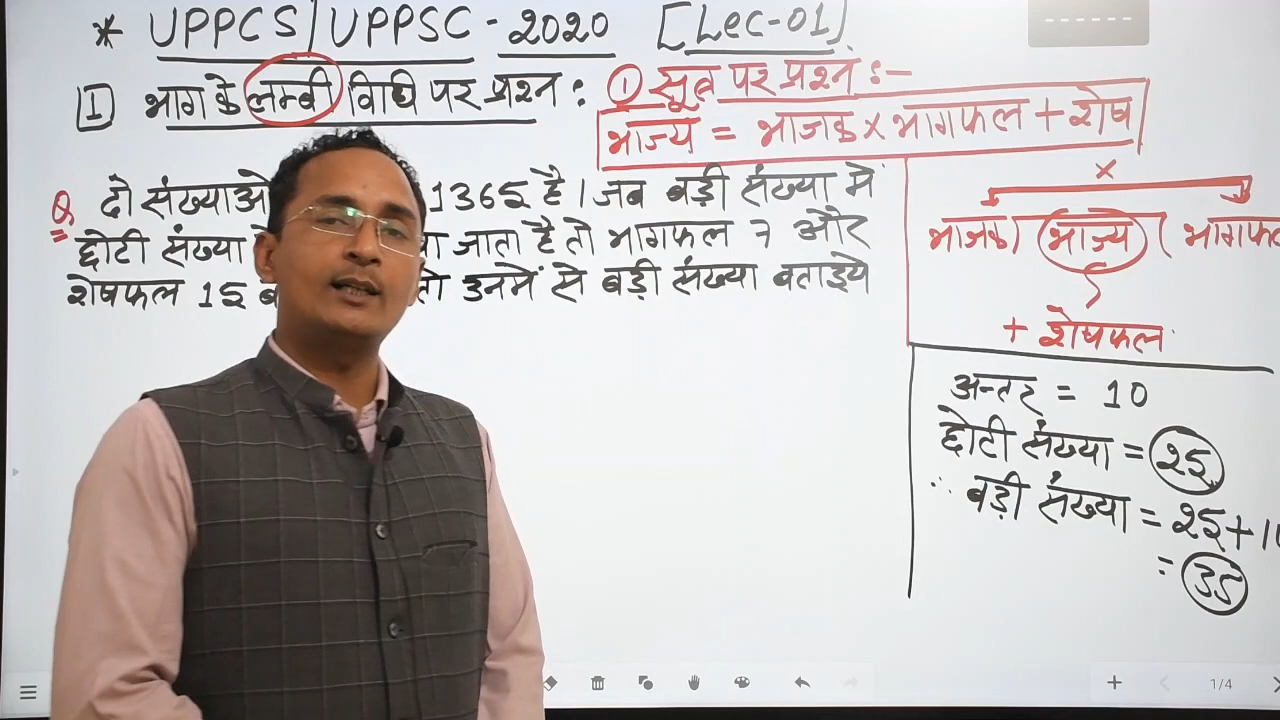 * UPPCS/UPPSC - 2020 [Lec-01]
I भाग के लम्बी विधि पर प्रश्न :
① सूत्र पर प्रश्न :-
भाज्य = भाजक × भागफल + शेष
Q. दो संख्याओ 1365 है । जब बड़ी संख्या में
छोटी संख्या जाता है तो भागफल 7 और
शेषफल 15 तो उनमें से बड़ी संख्या बताइये
×
भाजक) भाज्य ( भागफल
+ शेषफल
अन्तर = 10
छोटी संख्या = 25
∴ बड़ी संख्या = 25+10
= 35
1/4